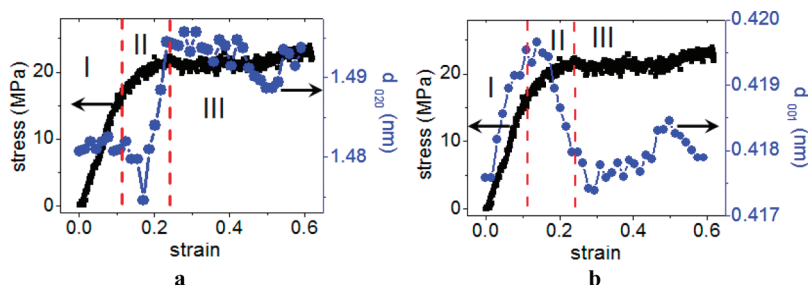 a
I II III
stress (MPa)
20
10
0
0.0 0.2 0.4 0.6
strain
1.49
1.48
d 020 (nm)
a
b
I II III
stress (MPa)
20
10
0
0.0 0.2 0.4 0.6
strain
0.420
0.419
0.418
0.417
d 001 (nm)
b